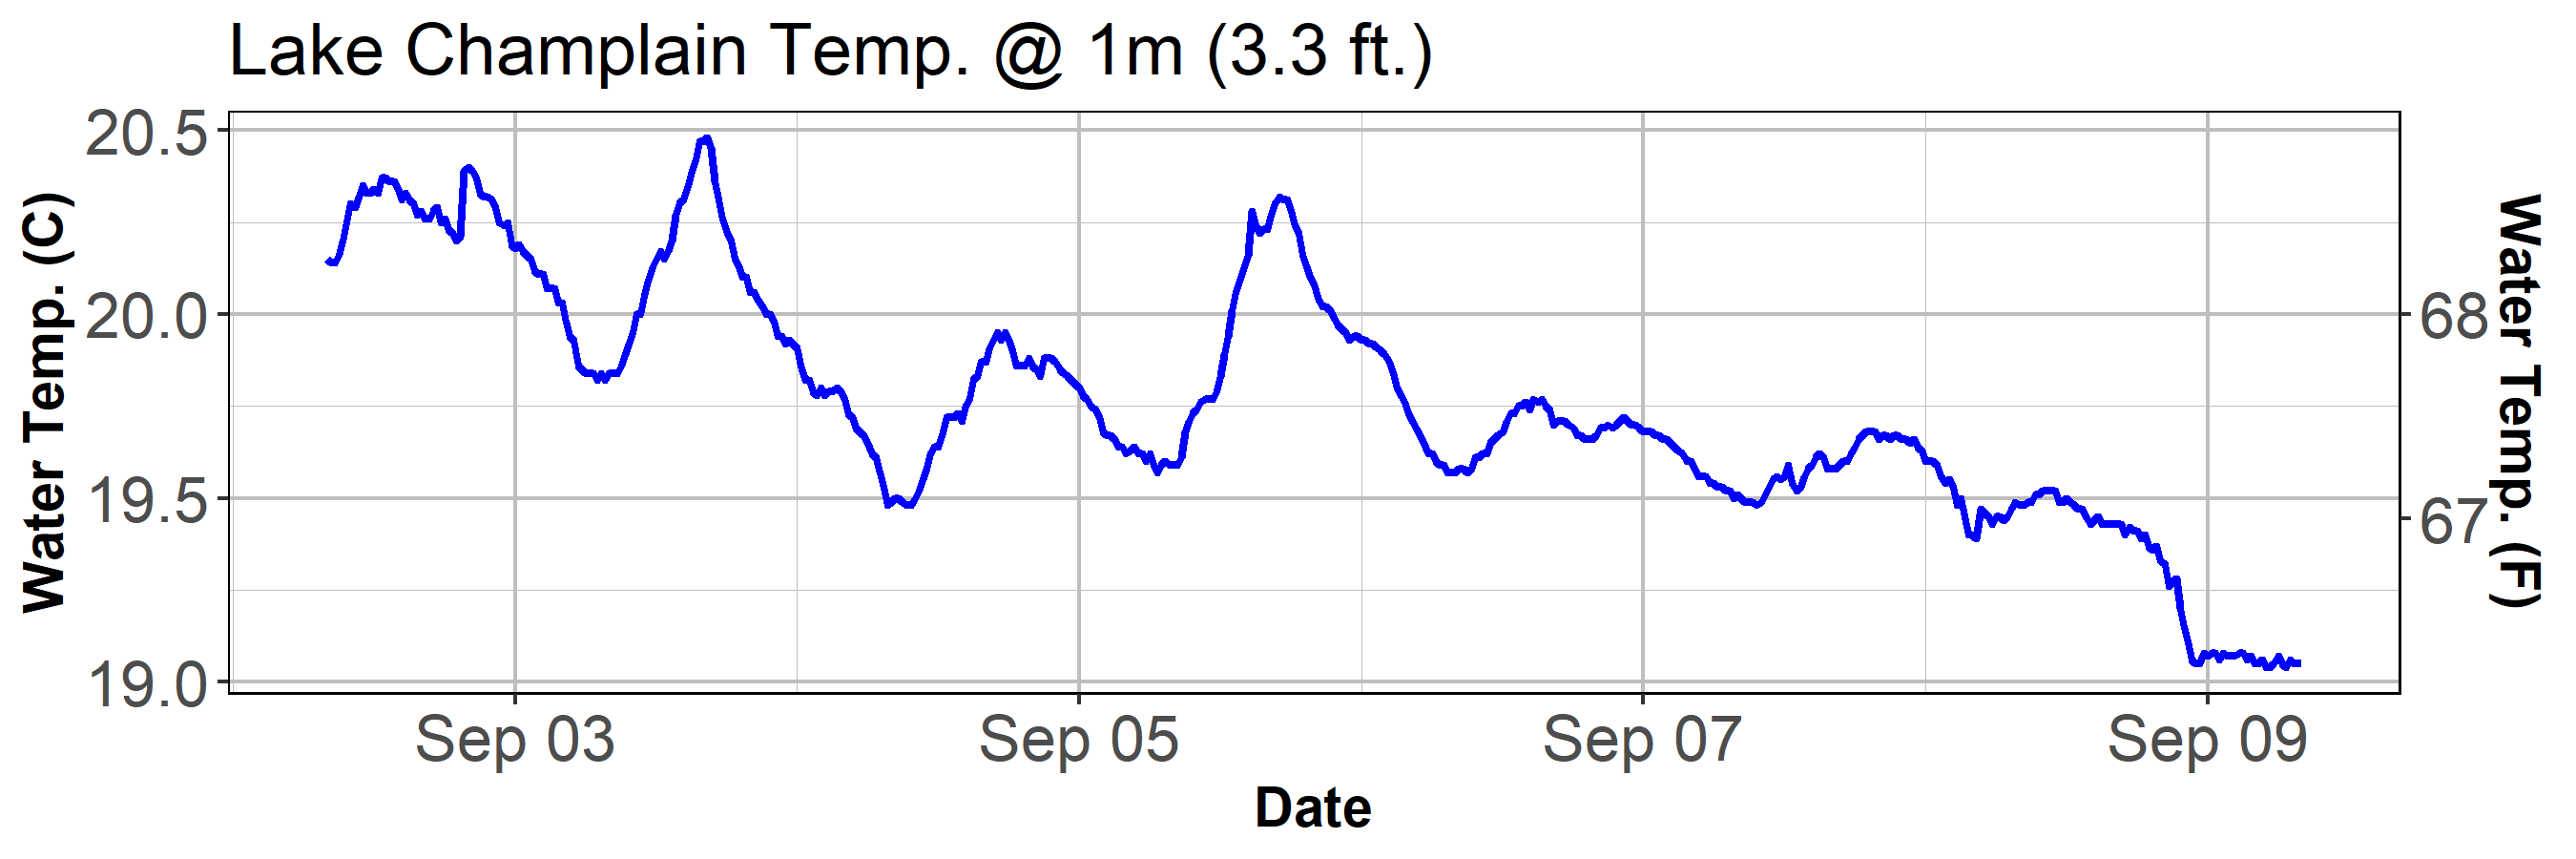 Lake Champlain Temp. @ 1m (3.3 ft.)
Water Temp. (C)
20.5
20.0
19.5
19.0
68
67
Water Temp. (F)
Sep 03 Sep 05 Sep 07 Sep 09
Date